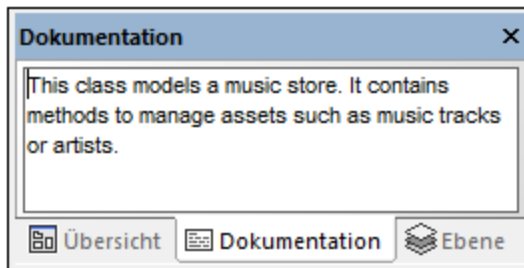 Dokumentation
This class models a music store. It contains
methods to manage assets such as music tracks
or artists.
Übersicht Dokumentation Ebene